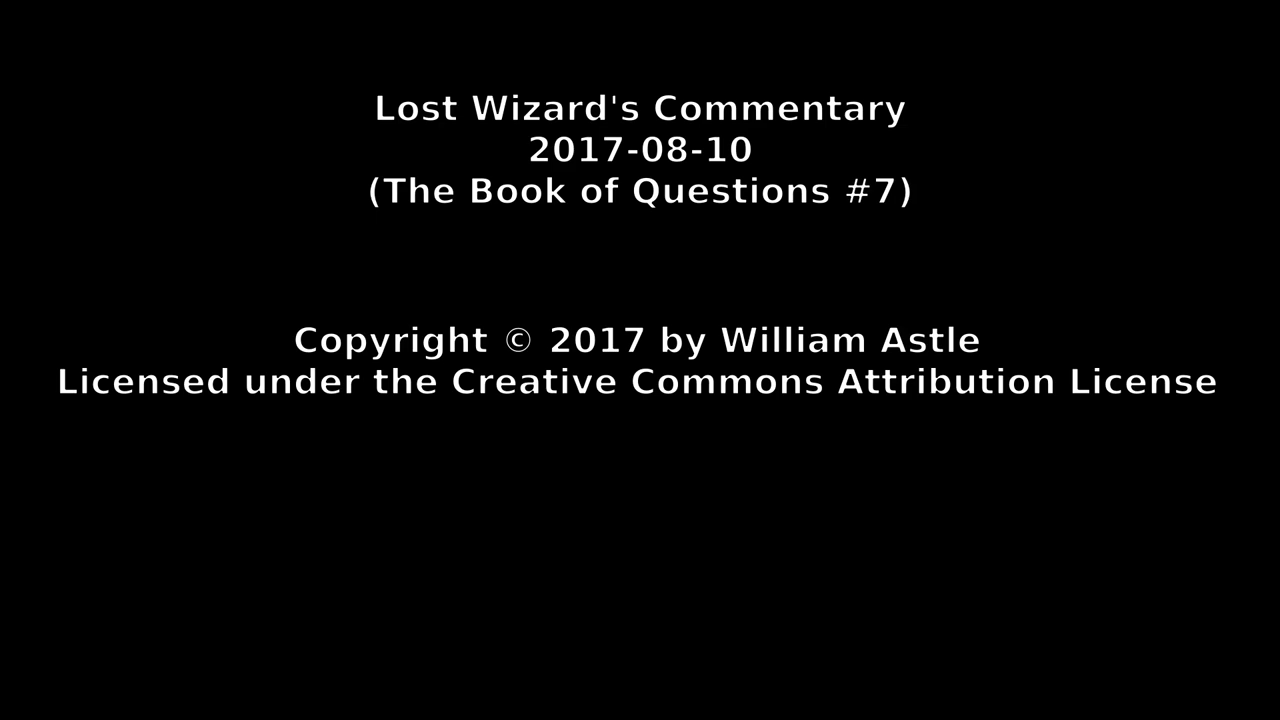 Lost Wizard's Commentary
2017-08-10
(The Book of Questions #7)
Copyright © 2017 by William Astle
Licensed under the Creative Commons Attribution License